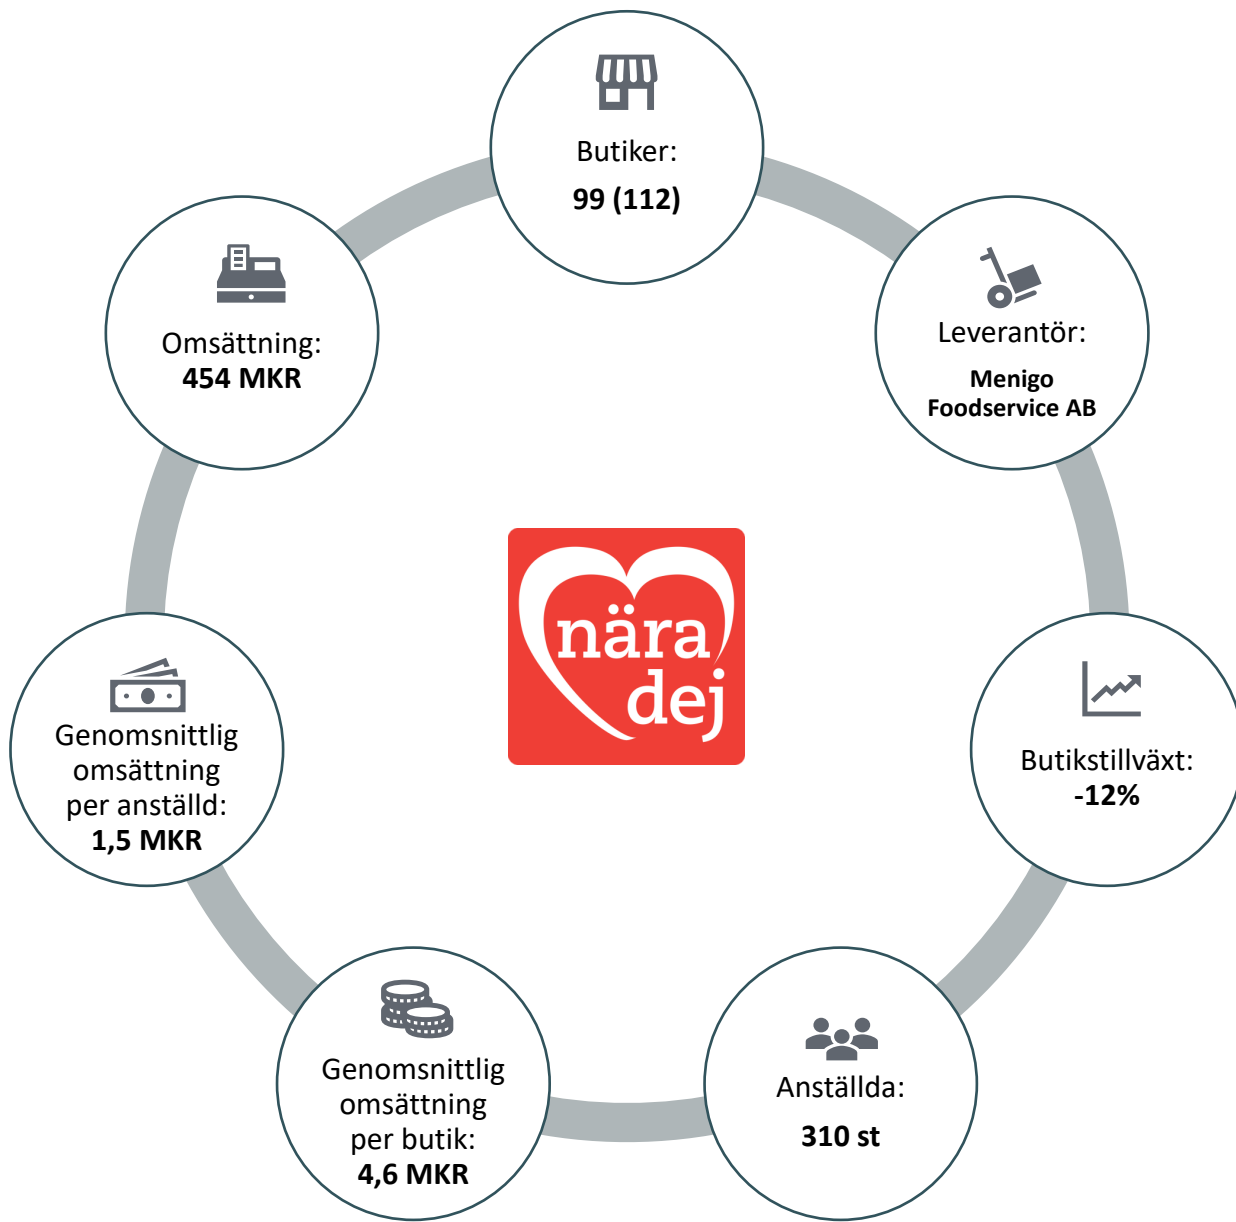 Butiker:
99 (112)
Leverantör:
Menigo
Foodservice AB
Butikstillväxt:
-12%
Anställda:
310 st
Genomsnittlig
omsättning
per butik:
4,6 MKR
Genomsnittlig
omsättning
per anställd:
1,5 MKR
Omsättning:
454 MKR
nära
dej